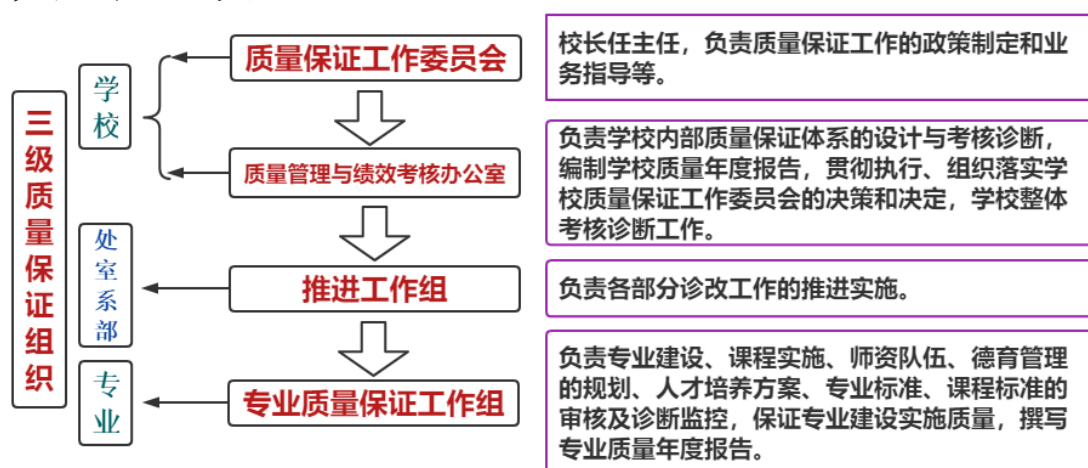 三级质量保证组织
学校
质量保证工作委员会
校长任主任，负责质量保证工作的政策制定和业
务指导等。
质量管理与绩效考核办公室
负责学校内部质量保证体系的设计与考核诊断，
编制学校质量年度报告，贯彻执行、组织落实学
校质量保证工作委员会的决策和决定，学校整体
考核诊断工作。
处室系部
推进工作组
负责各部分诊改工作的推进实施。
专业
专业质量保证工作组
负责专业建设、课程实施、师资队伍、德育管理
的规划、人才培养方案、专业标准、课程标准的
审核及诊断监控，保证专业建设实施质量，撰写
专业质量年度报告。